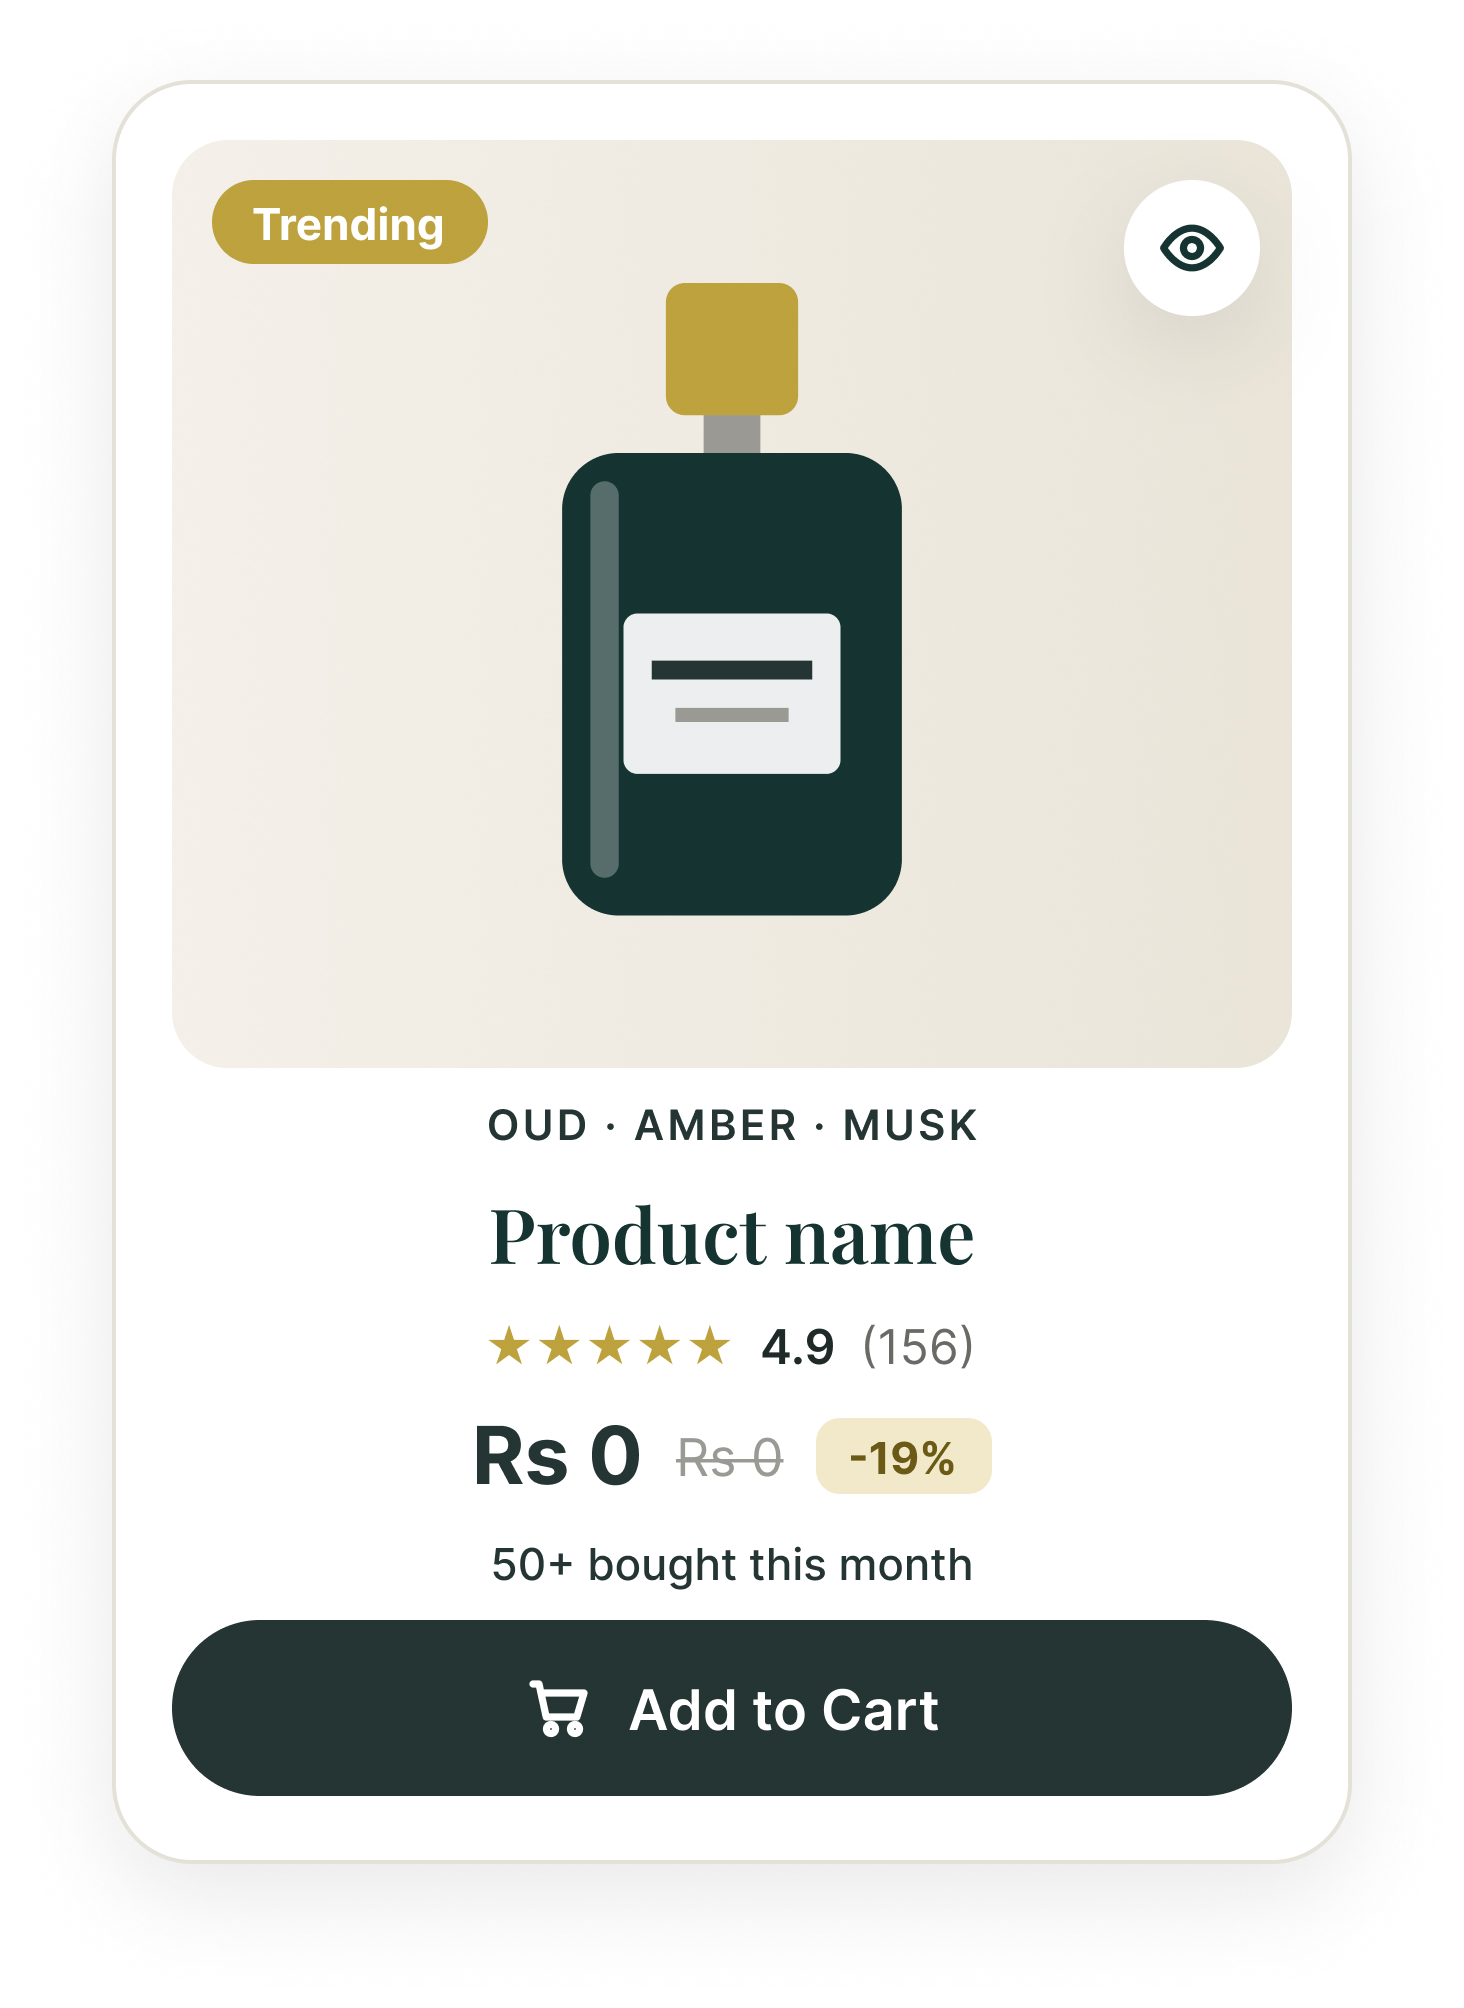 Trending
OUD · AMBER · MUSK
Product name
★★★★★ 4.9 (156)
Rs 0 Rs 0 -19%
50+ bought this month
Add to Cart